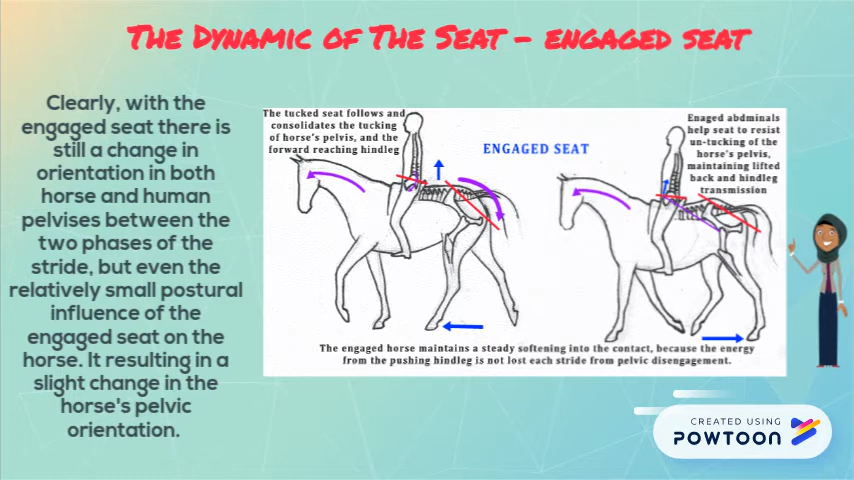 The Dynamic of The Seat - engaged seat
Clearly, with the
engaged seat there is
still a change in
orientation in both
horse and human
pelvises between the
two phases of the
stride, but even the
relatively small postural
influence of the
engaged seat on the
horse. It resulting in a
slight change in the
horse's pelvic
orientation.
The tucked seat follows and
consolidates the tucking
of horse's pelvis, and the
forward reaching hindleg
ENGAGED SEAT
Enaged abdminals
help seat to resist
un-tucking of the
horse's pelvis,
maintaining lifted
back and hindleg
transmission
The engaged horse maintains a steady softening into the contact, because the energy
from the pushing hindleg is not lost each stride from pelvic disengagement.
CREATED USING
POWTOON